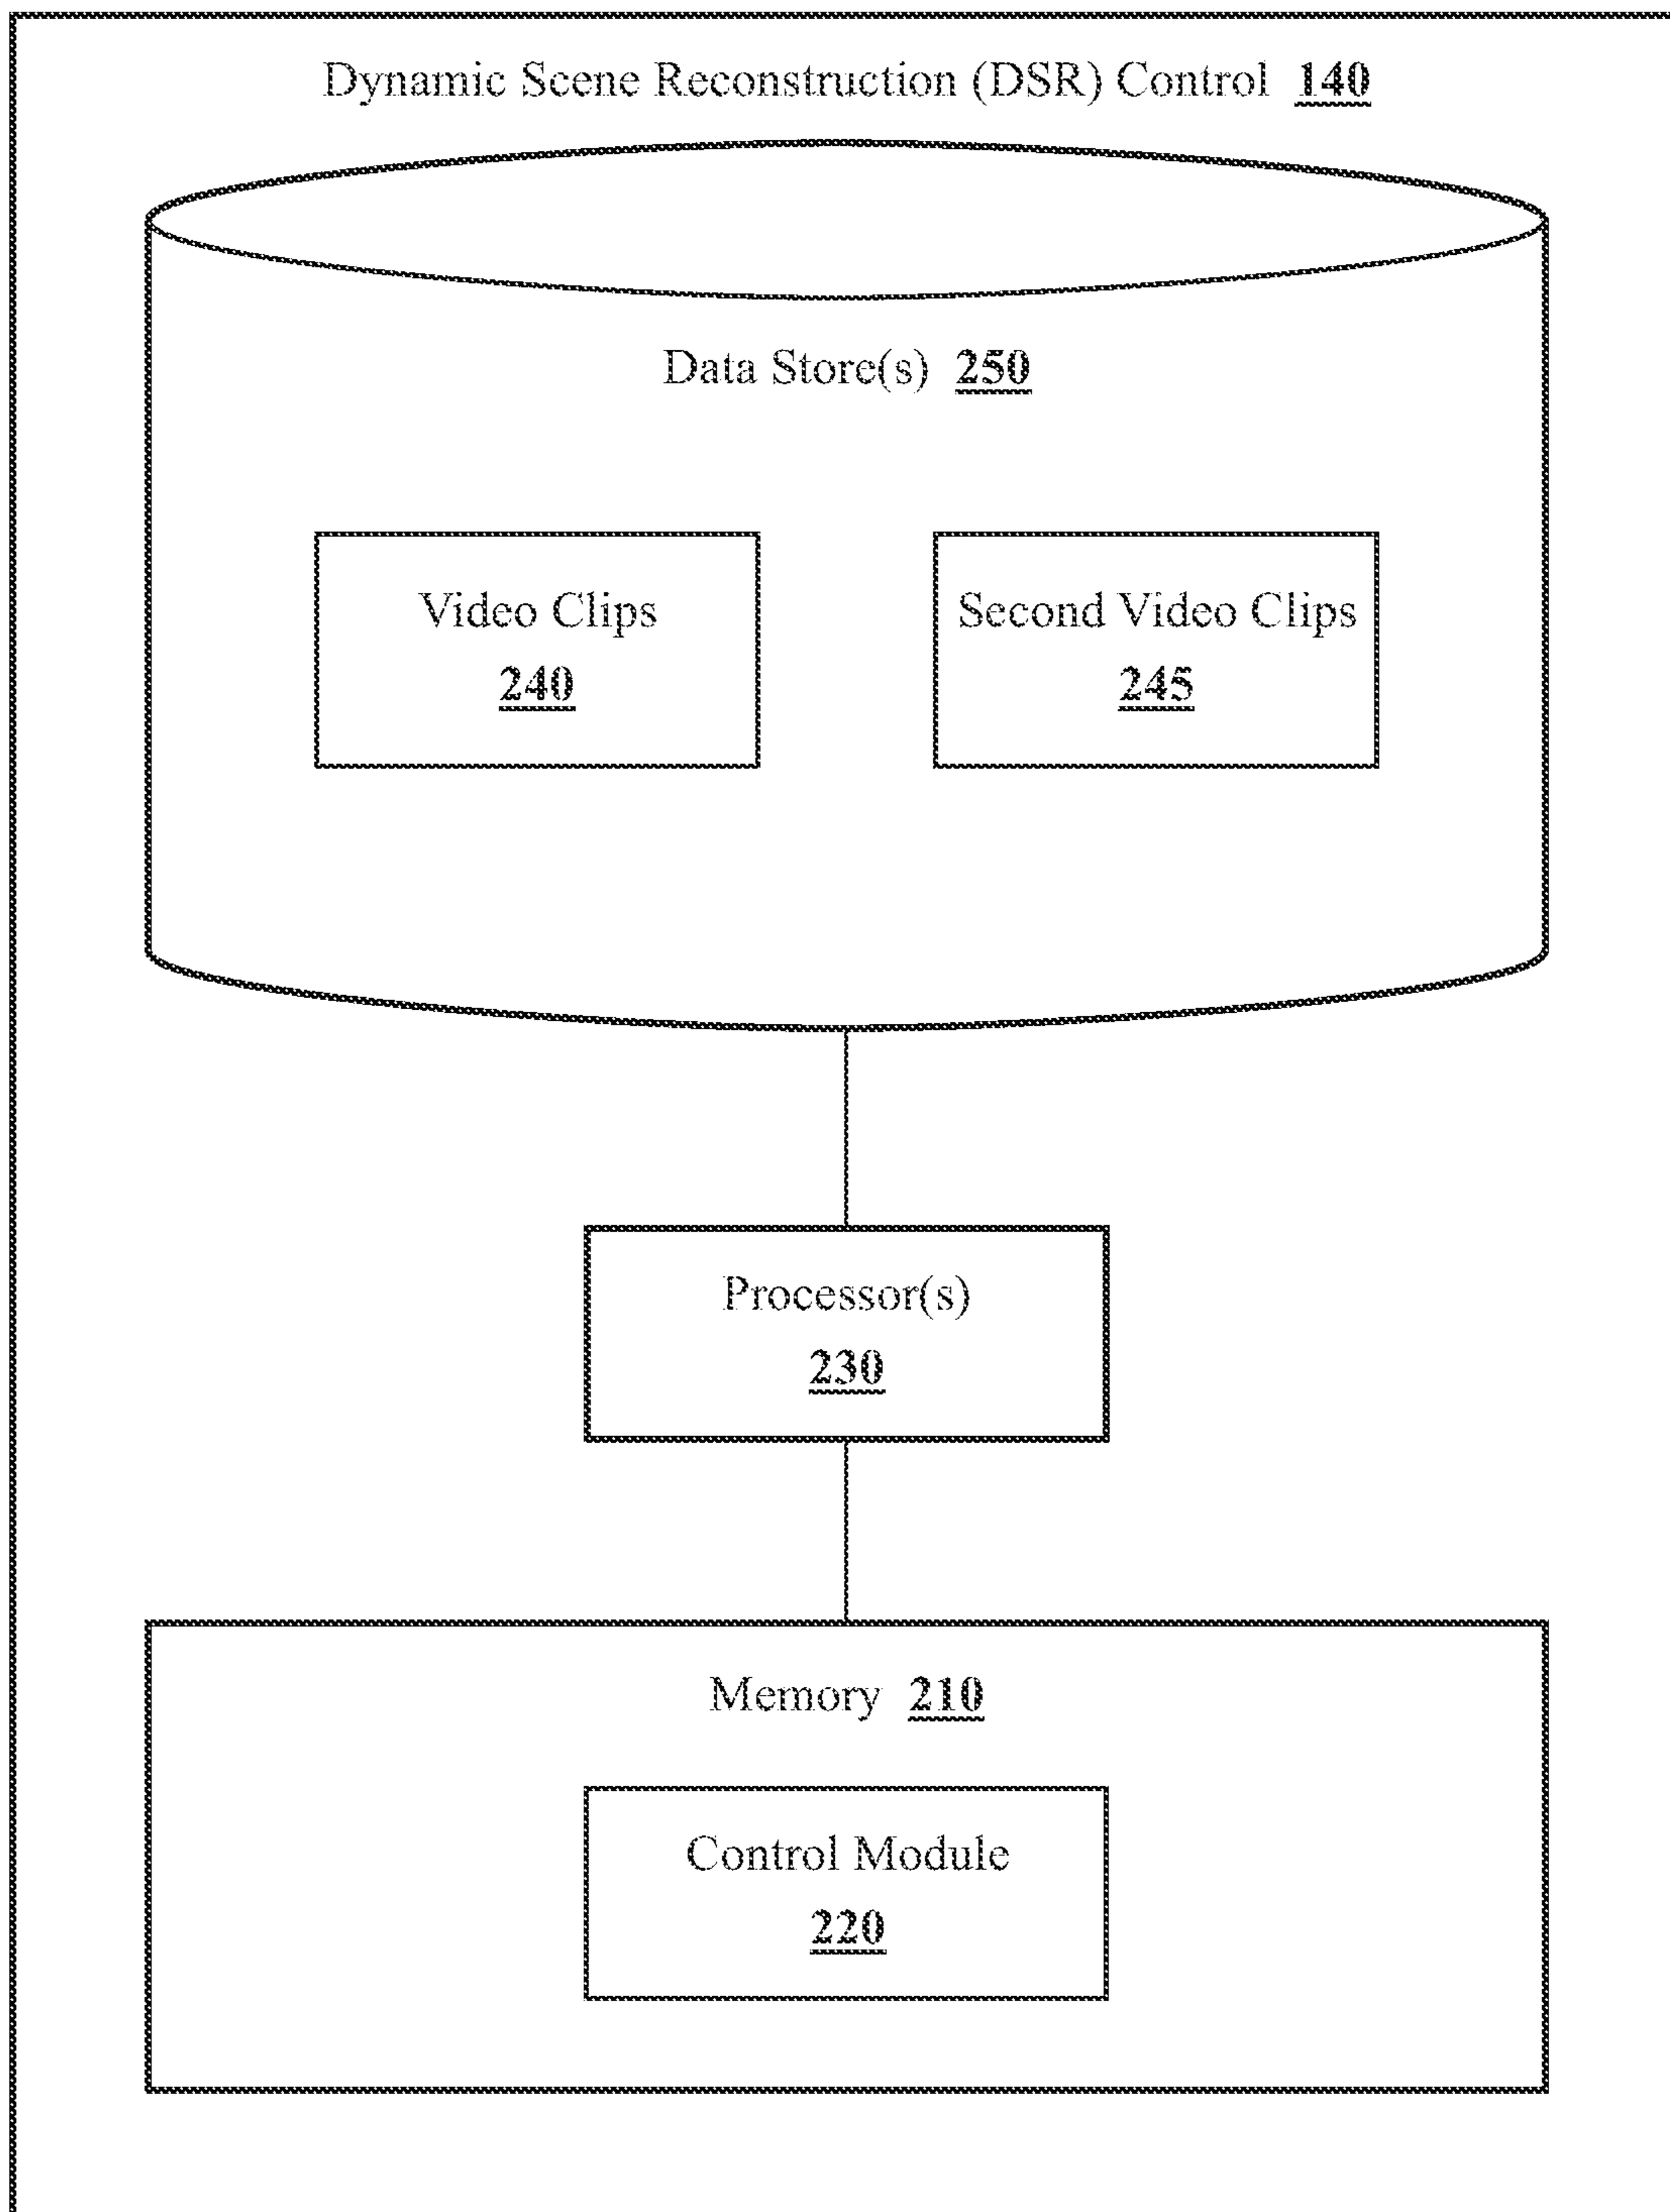 Dynamic Scene Reconstruction (DSR) Control 140
Data Store(s) 250
Video Clips
240
Second Video Clips
245
Processor(s)
230
Memory 210
Control Module
220